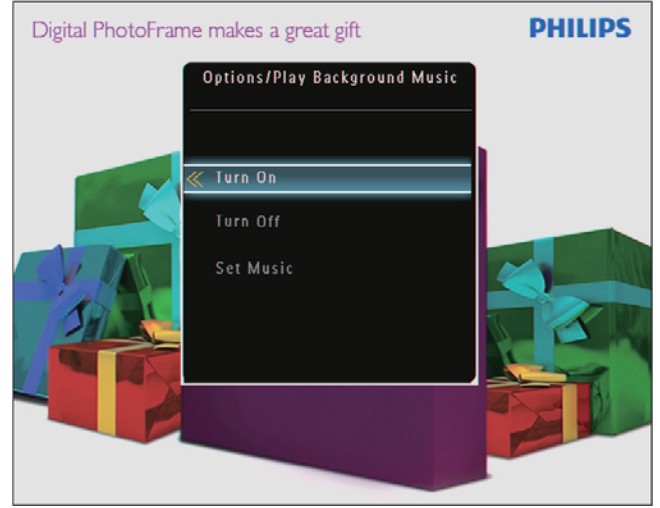 Digital PhotoFrame makes a great gift
PHILIPS
Options/Play Background Music
Turn On
Turn Off
Set Music